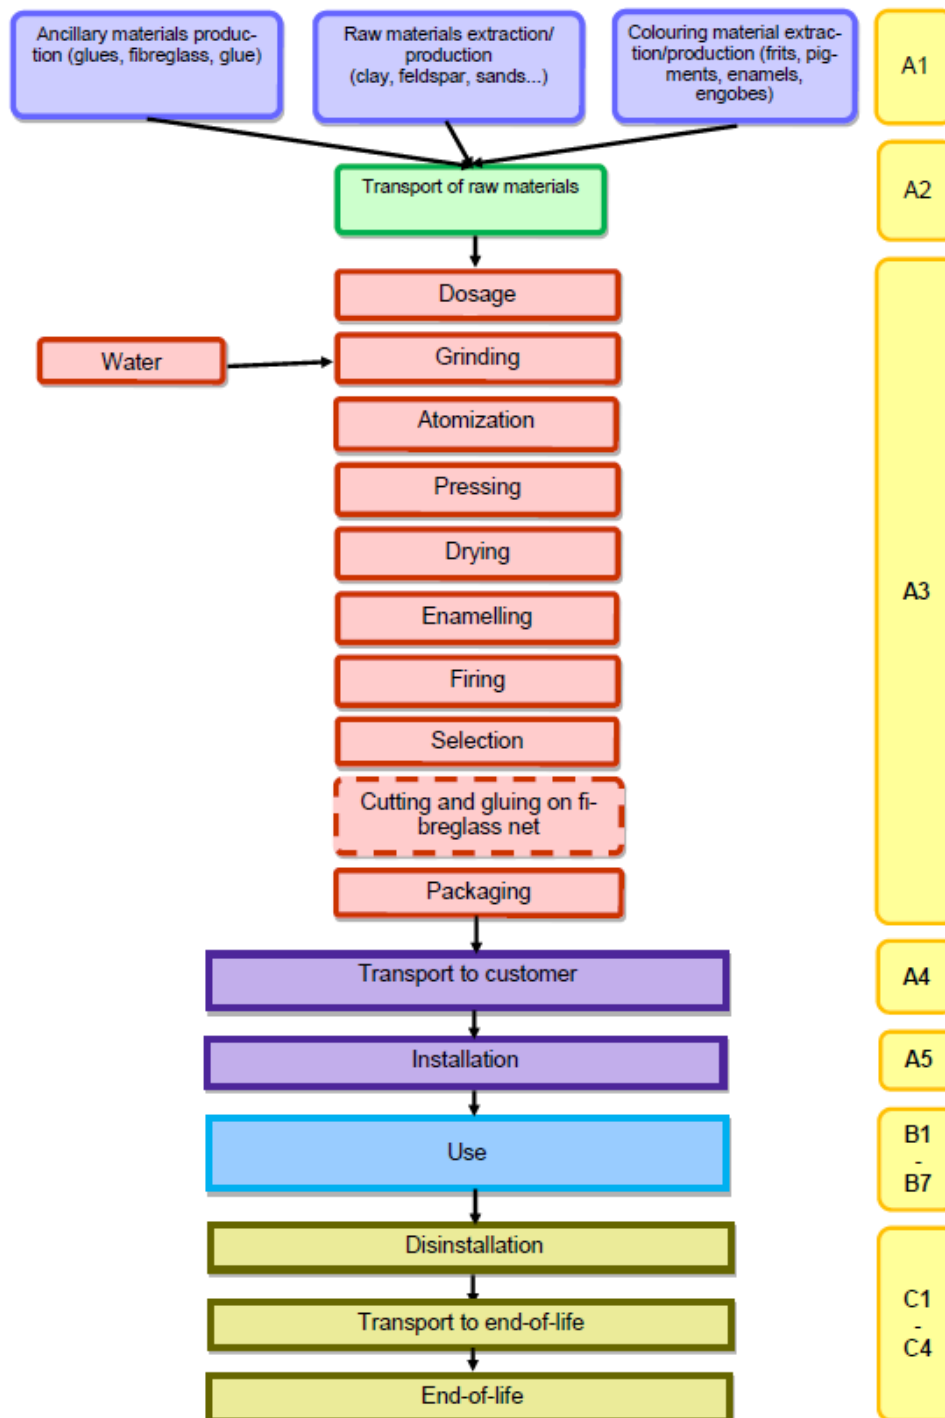 Ancillary materials produc-
tion (glues, fibreglass, glue)
Raw materials extraction/
production
(clay, feldspar, sands...)
Colouring material extrac-
tion/production (frits, pig-
ments, enamels,
engobes)
A1
Transport of raw materials
A2
Dosage
Water
Grinding
Atomization
Pressing
Drying
Enamelling
Firing
Selection
Cutting and gluing on fi-
breglass net
Packaging
A3
Transport to customer
A4
Installation
A5
Use
B1
-
B7
Disinstallation
Transport to end-of-life
End-of-life
C1
-
C4